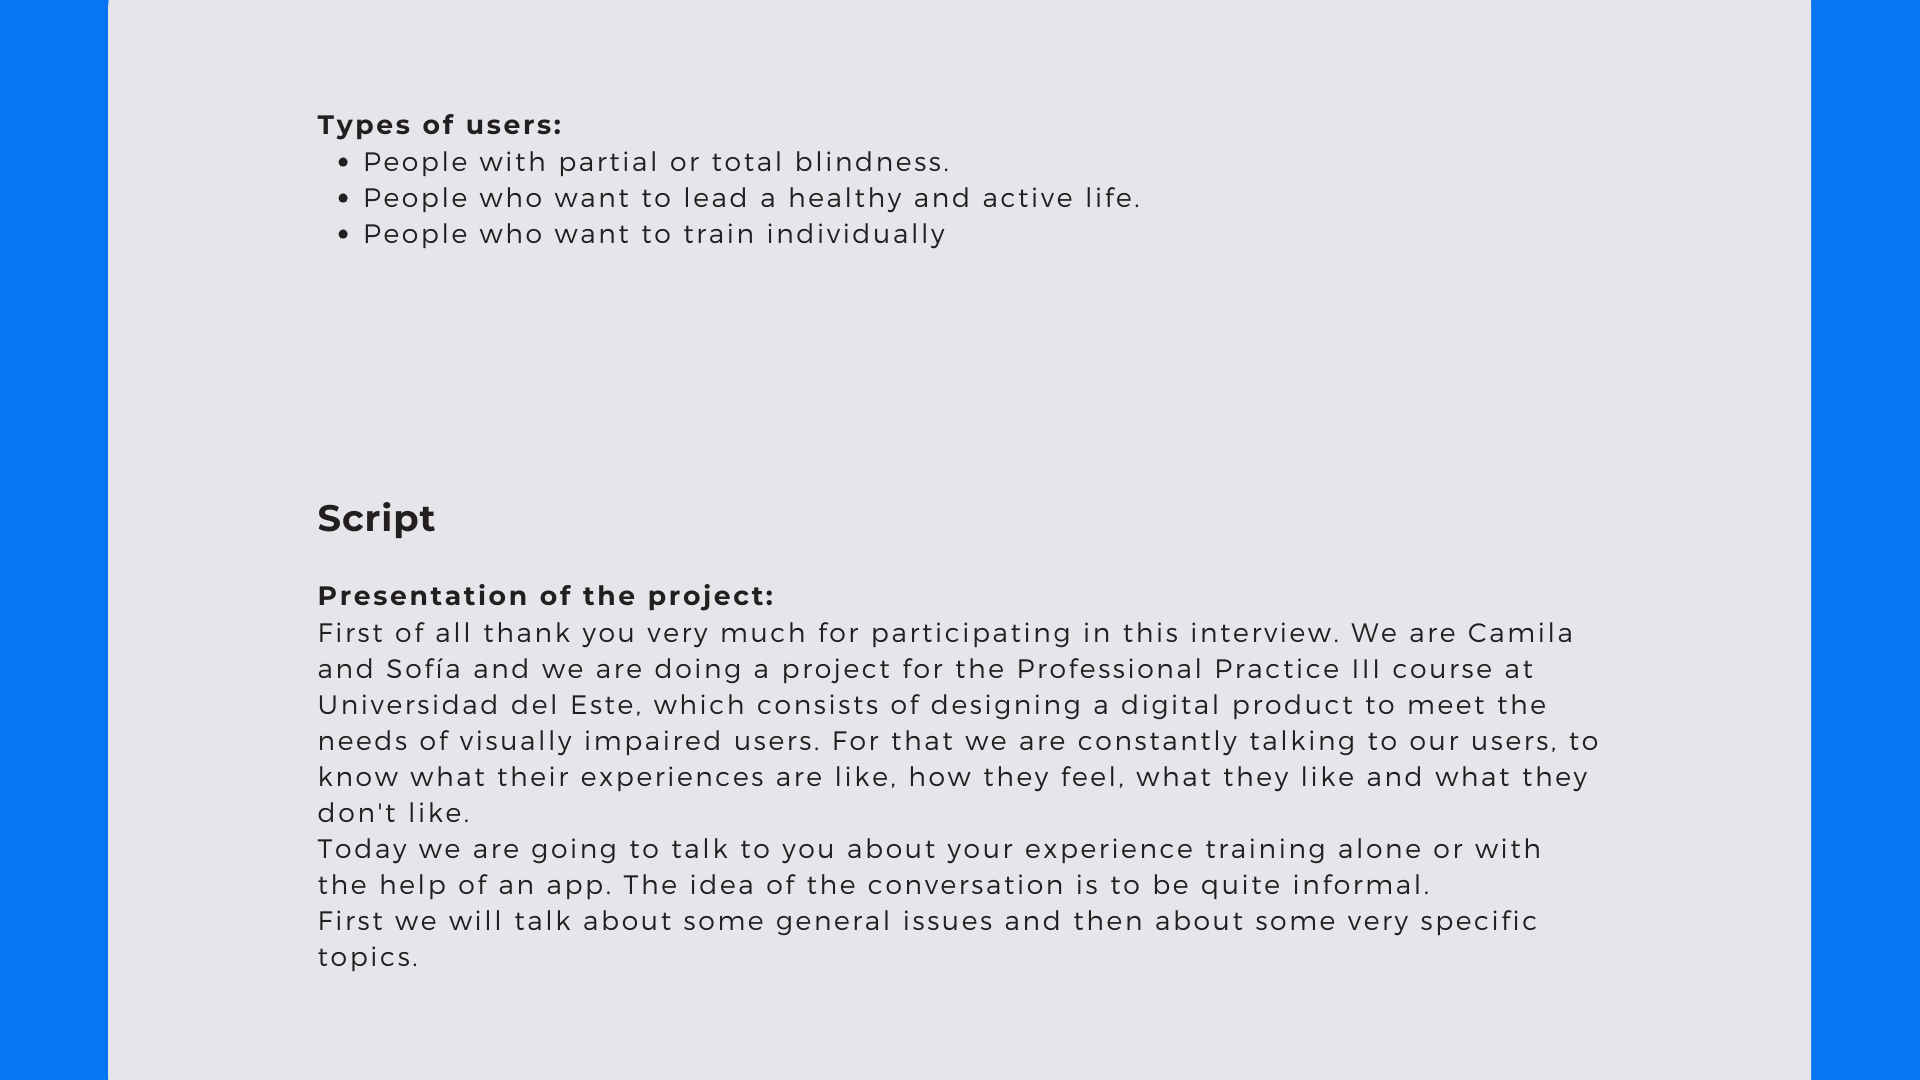 Types of users:
• People with partial or total blindness.
• People who want to lead a healthy and active life.
• People who want to train individually
Script
Presentation of the project:
First of all thank you very much for participating in this interview. We are Camila
and Sofía and we are doing a project for the Professional Practice III course at
Universidad del Este, which consists of designing a digital product to meet the
needs of visually impaired users. For that we are constantly talking to our users, to
know what their experiences are like, how they feel, what they like and what they
don't like.
Today we are going to talk to you about your experience training alone or with
the help of an app. The idea of the conversation is to be quite informal.
First we will talk about some general issues and then about some very specific
topics.